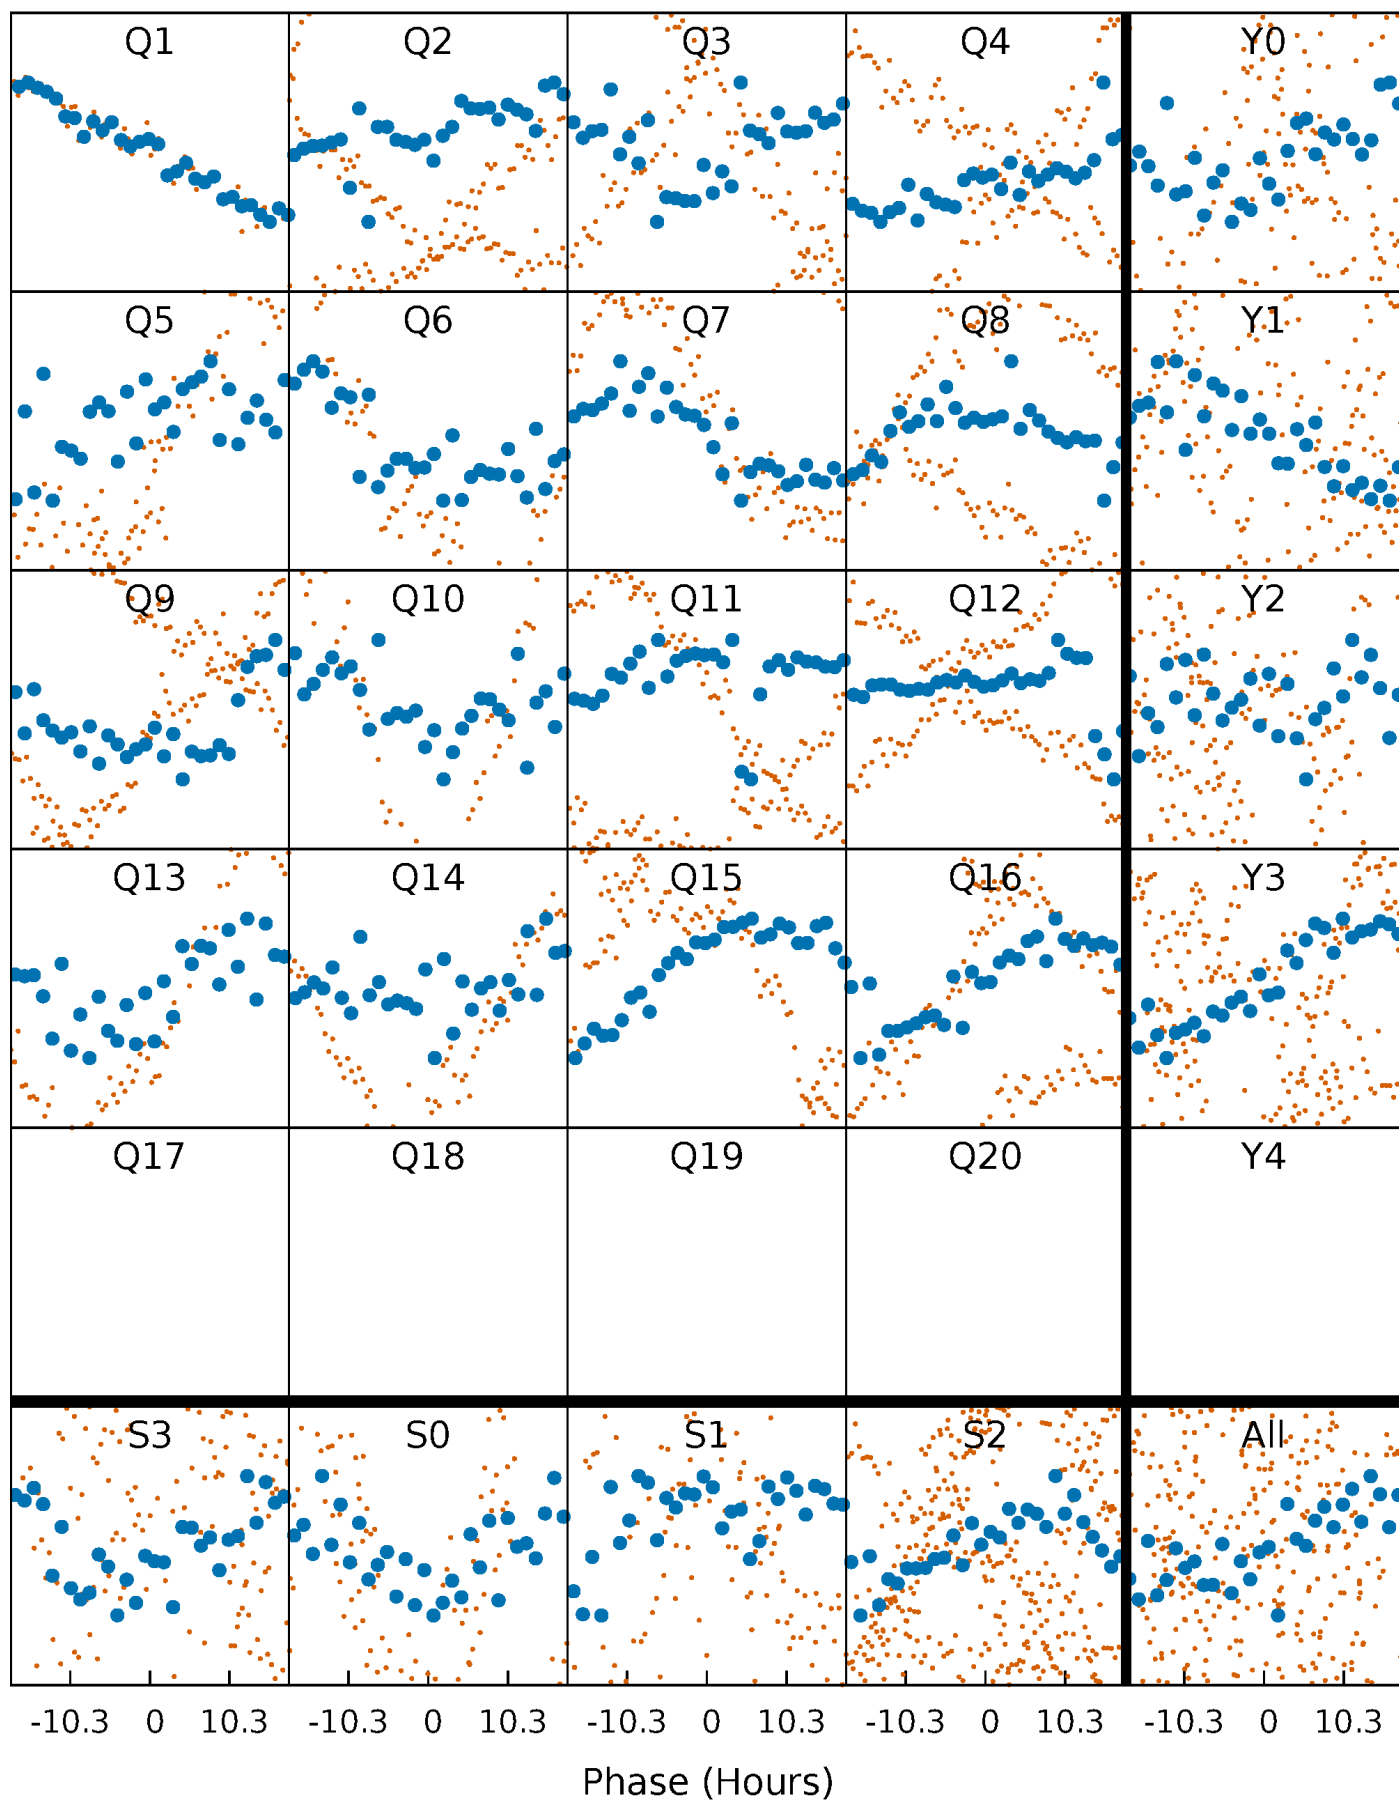 Q1 Q2 Q3 Q4 Y0
Q5 Q6 Q7 Q8 Y1
Q9 Q10 Q11 Q12 Y2
Q13 Q14 Q15 Q16 Y3
Q17 Q18 Q19 Q20 Y4
S3 S0 S1 S2 All
-10.3 0 10.3 -10.3 0 10.3 -10.3 0 10.3 -10.3 0 10.3 -10.3 0 10.3
Phase (Hours)